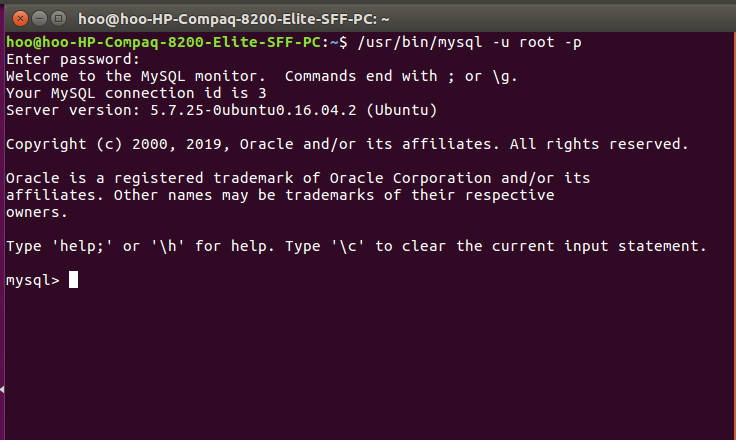 hoo@hoo-HP-Compaq-8200-Elite-SFF-PC: ~
hoo@hoo-HP-Compaq-8200-Elite-SFF-PC:~$ /usr/bin/mysql -u root -p
Enter password:
Welcome to the MySQL monitor.  Commands end with ; or \g.
Your MySQL connection id is 3
Server version: 5.7.25-0ubuntu0.16.04.2 (Ubuntu)

Copyright (c) 2000, 2019, Oracle and/or its affiliates. All rights reserved.

Oracle is a registered trademark of Oracle Corporation and/or its
affiliates. Other names may be trademarks of their respective
owners.

Type 'help;' or '\h' for help. Type '\c' to clear the current input statement.

mysql>